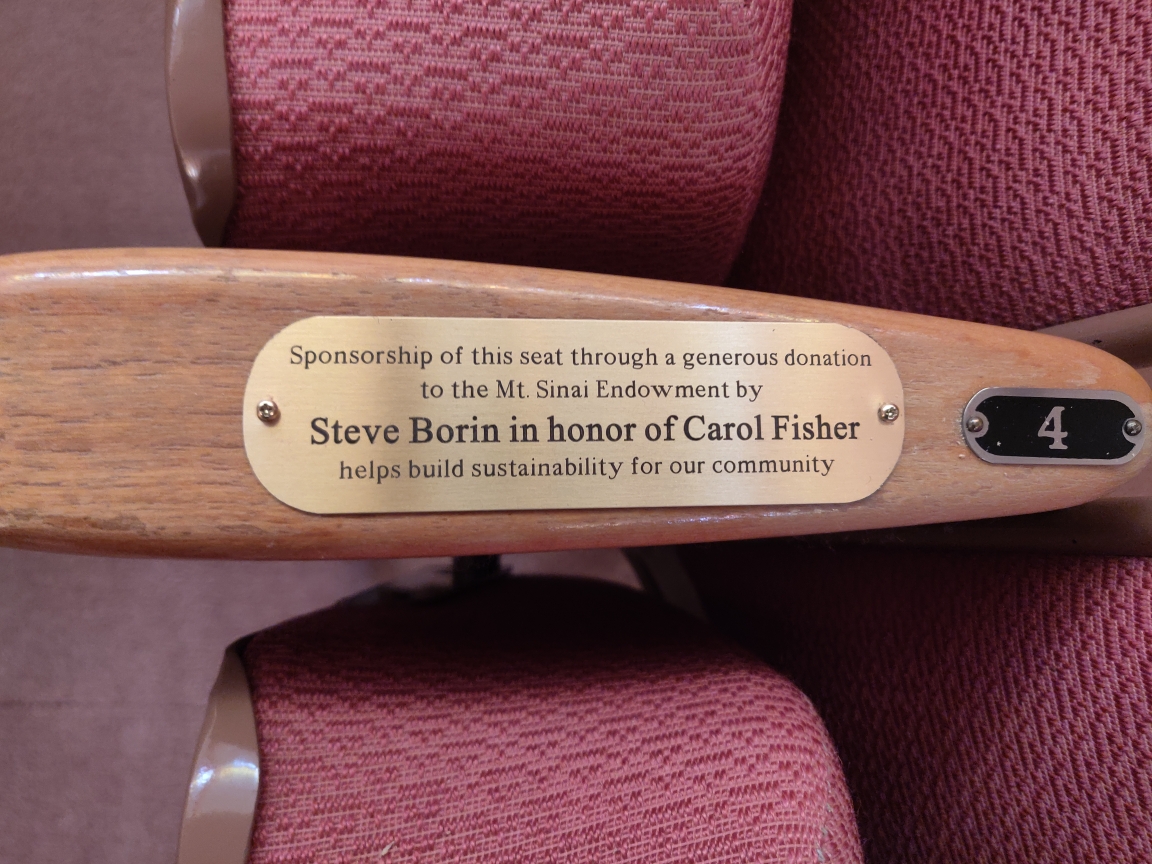 Sponsorship of this seat through a generous donation
to the Mt. Sinai Endowment by
Steve Borin in honor of Carol Fisher
helps build sustainability for our community
4